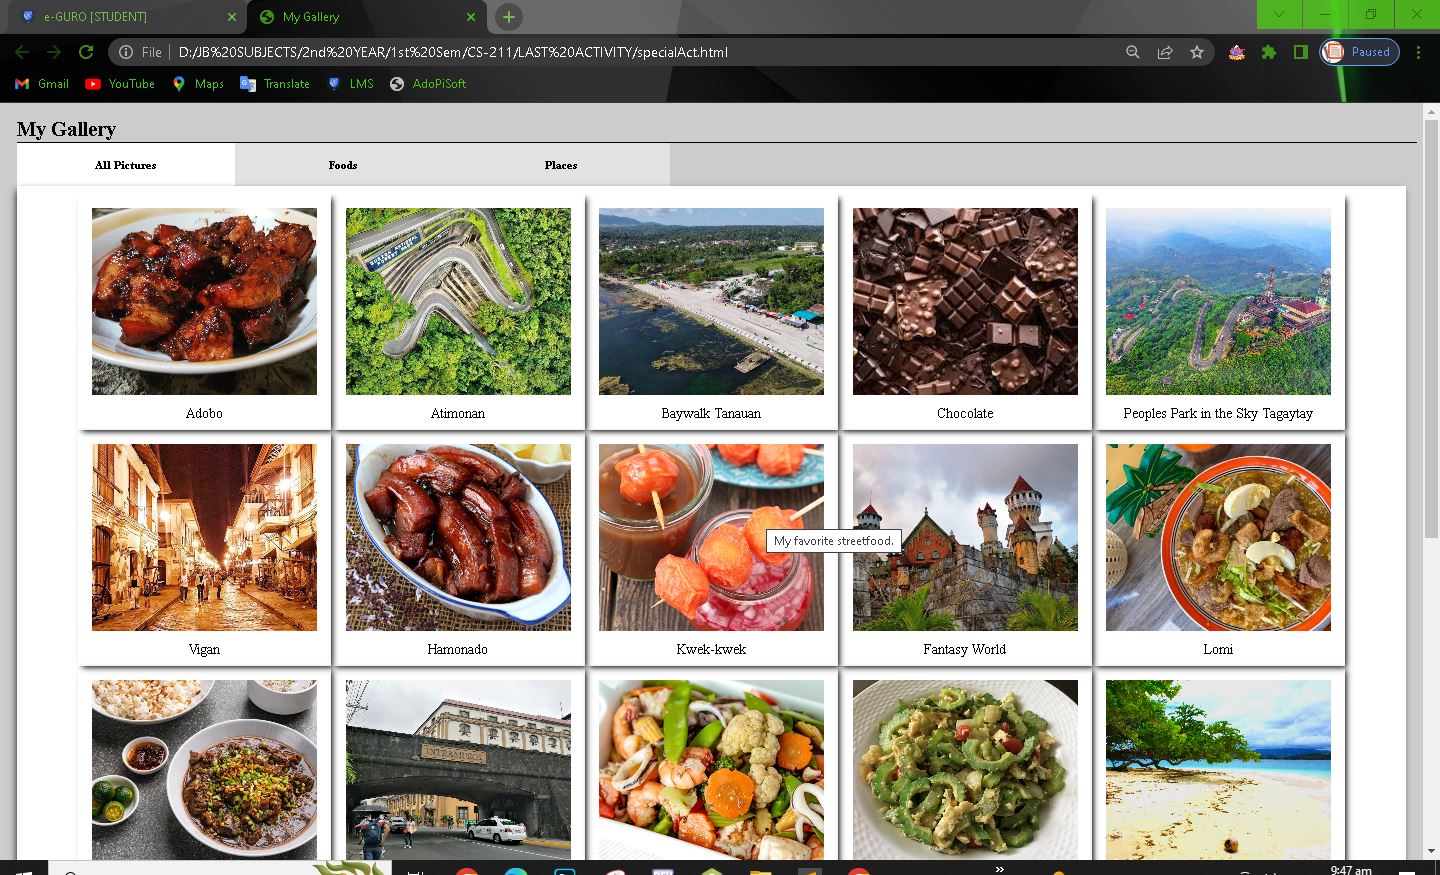 e-GURO [STUDENT]
My Gallery
File
D:/JB%20SUBJECTS/2nd%20YEAR/1st%20Sem/CS-211/LAST%20ACTIVITY/specialAct.html
Paused
Gmail
YouTube
Maps
Translate
LMS
AdoPiSoft
My Gallery
All Pictures
Foods
Places
Adobo
Atimonan
Baywalk Tanauan
Chocolate
Peoples Park in the Sky Tagaytay
My favorite streetfood.
Vigan
Hamonado
Kwek-kwek
Fantasy World
Lomi
INTRAMUROS
9:47 am